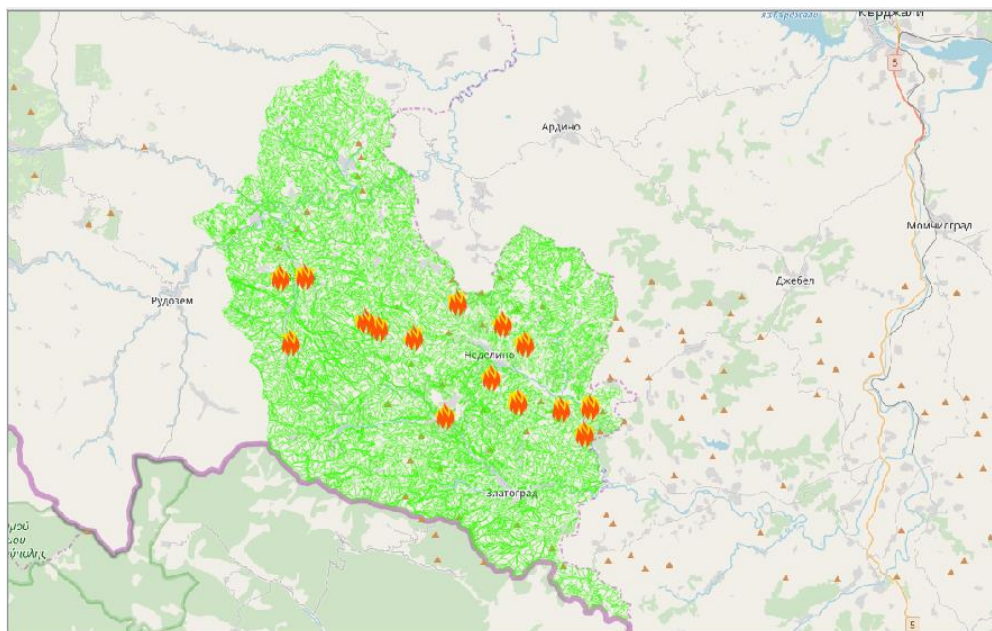 Кърджали
5
Ардино
Момчилград
Джебел
Рудозем
Неделино
Златоград
5